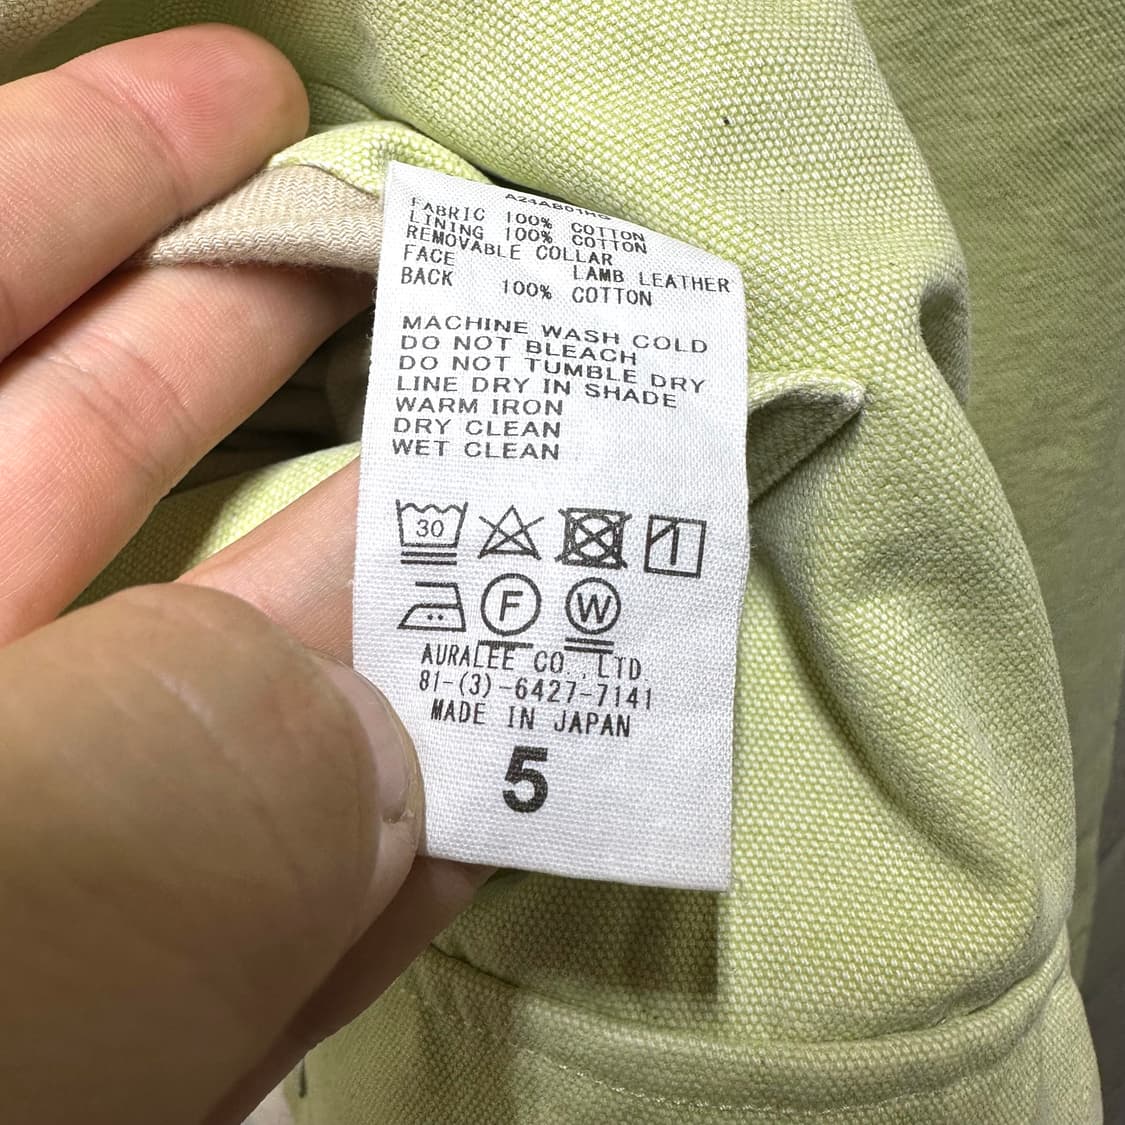 A24AB01HG
FABRIC 100% COTTON
LINING 100% COTTON
REMOVABLE COLLAR
FACE LAMB LEATHER
BACK 100% COTTON
MACHINE WASH COLD
DO NOT BLEACH
DO NOT TUMBLE DRY
LINE DRY IN SHADE
WARM IRON
DRY CLEAN
WET CLEAN
30
F W
AURALEE CO.,LTD
81-(3)-6427-7141
MADE IN JAPAN
5